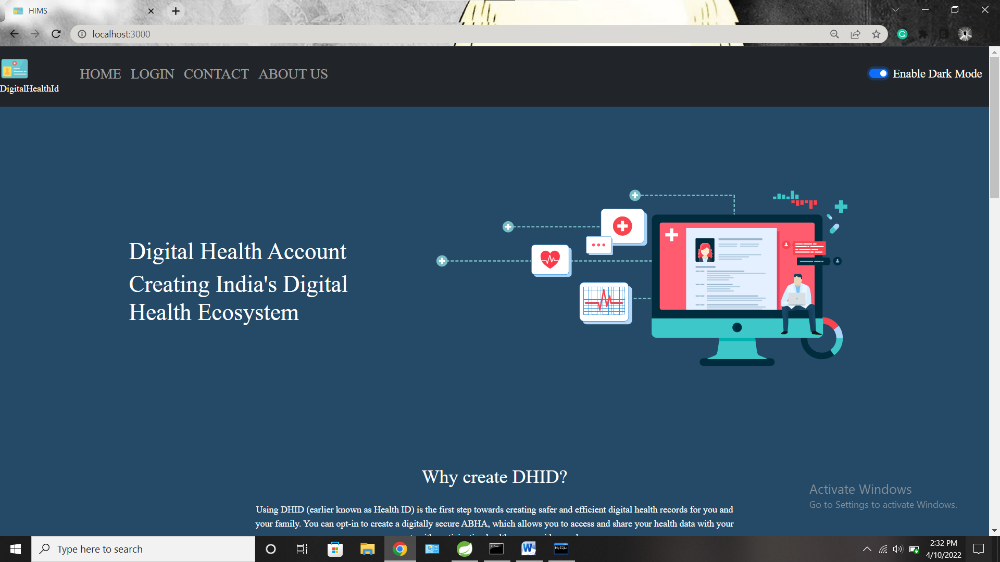 HIMS
localhost:3000
DigitalHealthId
HOME LOGIN CONTACT ABOUT US
Enable Dark Mode
Digital Health Account
Creating India's Digital
Health Ecosystem
Why create DHID?
Using DHID (earlier known as Health ID) is the first step towards creating safer and efficient digital health records for you and
your family. You can opt-in to create a digitally secure ABHA, which allows you to access and share your health data with your
Activate Windows
Go to Settings to activate Windows.
Type here to search
2:32 PM
4/10/2022